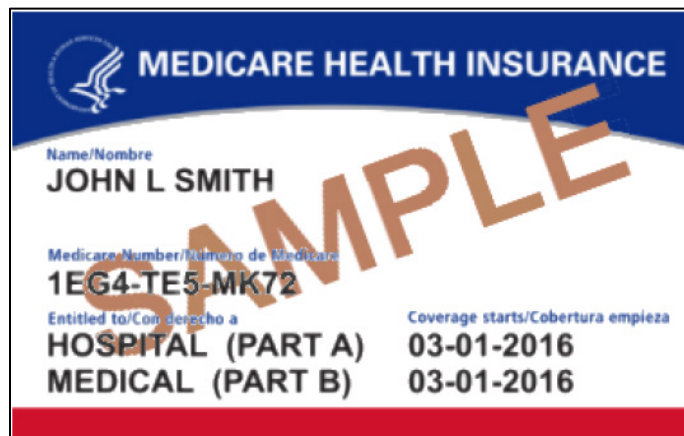 MEDICARE HEALTH INSURANCE
Name/Nombre
JOHN L SMITH
Medicare Number/Número de Medicare
1EG4-TE5-MK72
Entitled to/Con derecho a Coverage starts/Cobertura empieza
HOSPITAL (PART A) 03-01-2016
MEDICAL (PART B) 03-01-2016
SAMPLE